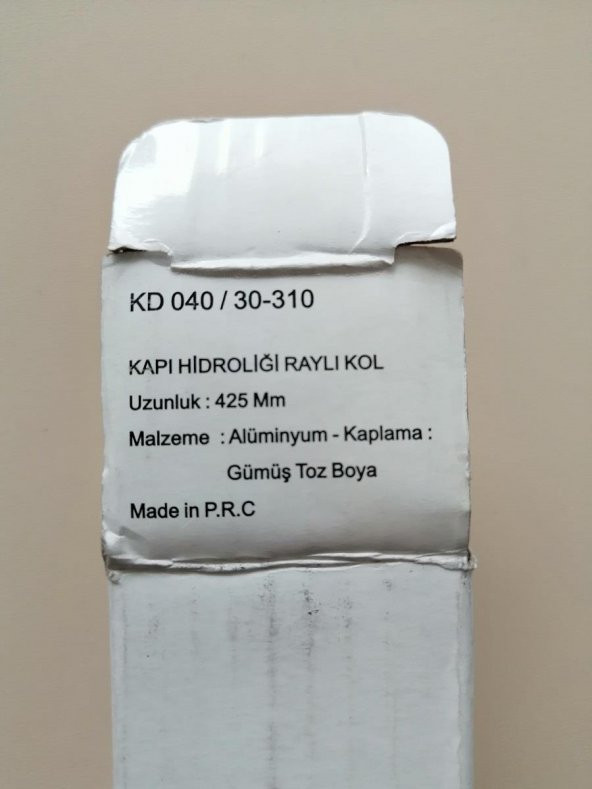 KD 040 / 30-310
KAPI HİDROLİĞİ RAYLI KOL
Uzunluk : 425 Mm
Malzeme : Alüminyum - Kaplama :
Gümüş Toz Boya
Made in P.R.C